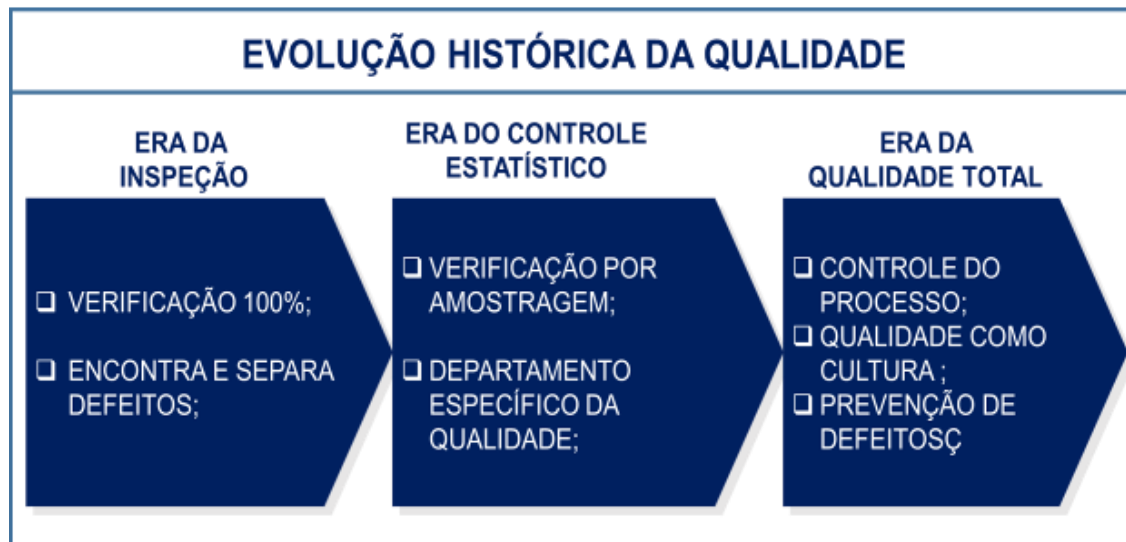 EVOLUÇÃO HISTÓRICA DA QUALIDADE
ERA DA
INSPEÇÃO
VERIFICAÇÃO 100%;
ENCONTRA E SEPARA
DEFEITOS;
ERA DO CONTROLE
ESTATÍSTICO
VERIFICAÇÃO POR
AMOSTRAGEM;
DEPARTAMENTO
ESPECÍFICO DA
QUALIDADE;
ERA DA
QUALIDADE TOTAL
CONTROLE DO
PROCESSO;
QUALIDADE COMO
CULTURA ;
PREVENÇÃO DE
DEFEITOSÇ